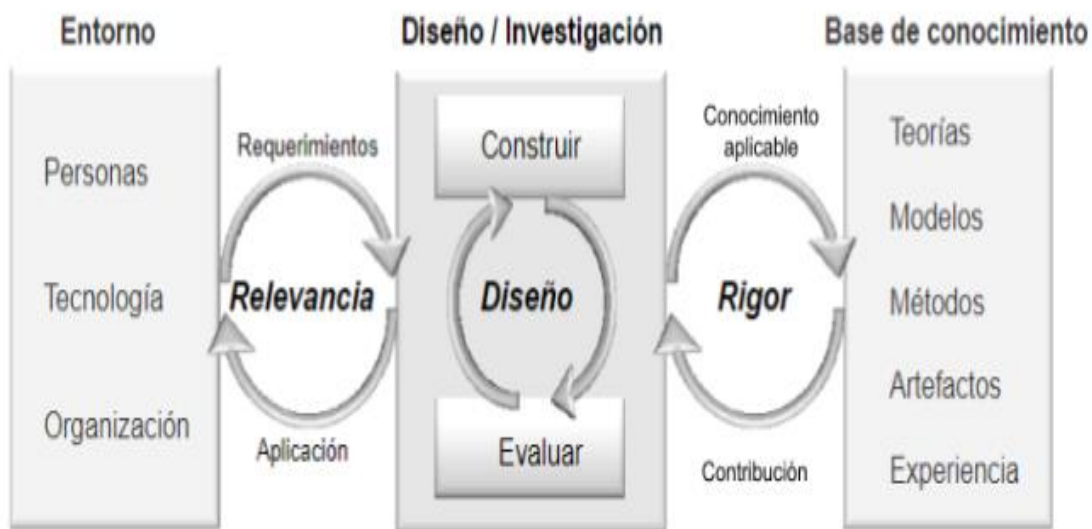 Entorno
Diseño / Investigación
Base de conocimiento
Personas
Tecnología
Organización
Requerimientos
Relevancia
Aplicación
Construir
Diseño
Evaluar
Conocimiento
aplicable
Rigor
Contribución
Teorías
Modelos
Métodos
Artefactos
Experiencia